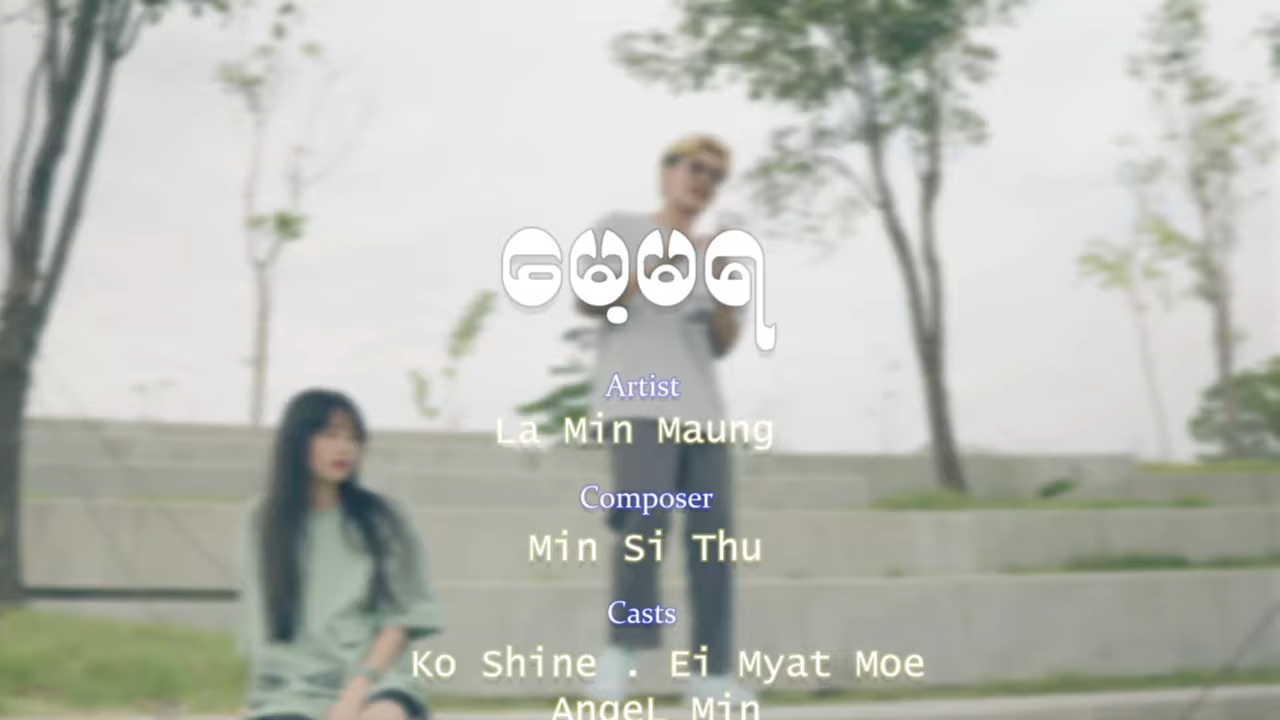 မေ့မရ
Artist
La Min Maung
Composer
Min Si Thu
Casts
Ko Shine . Ei Myat Moe
AngeL Min